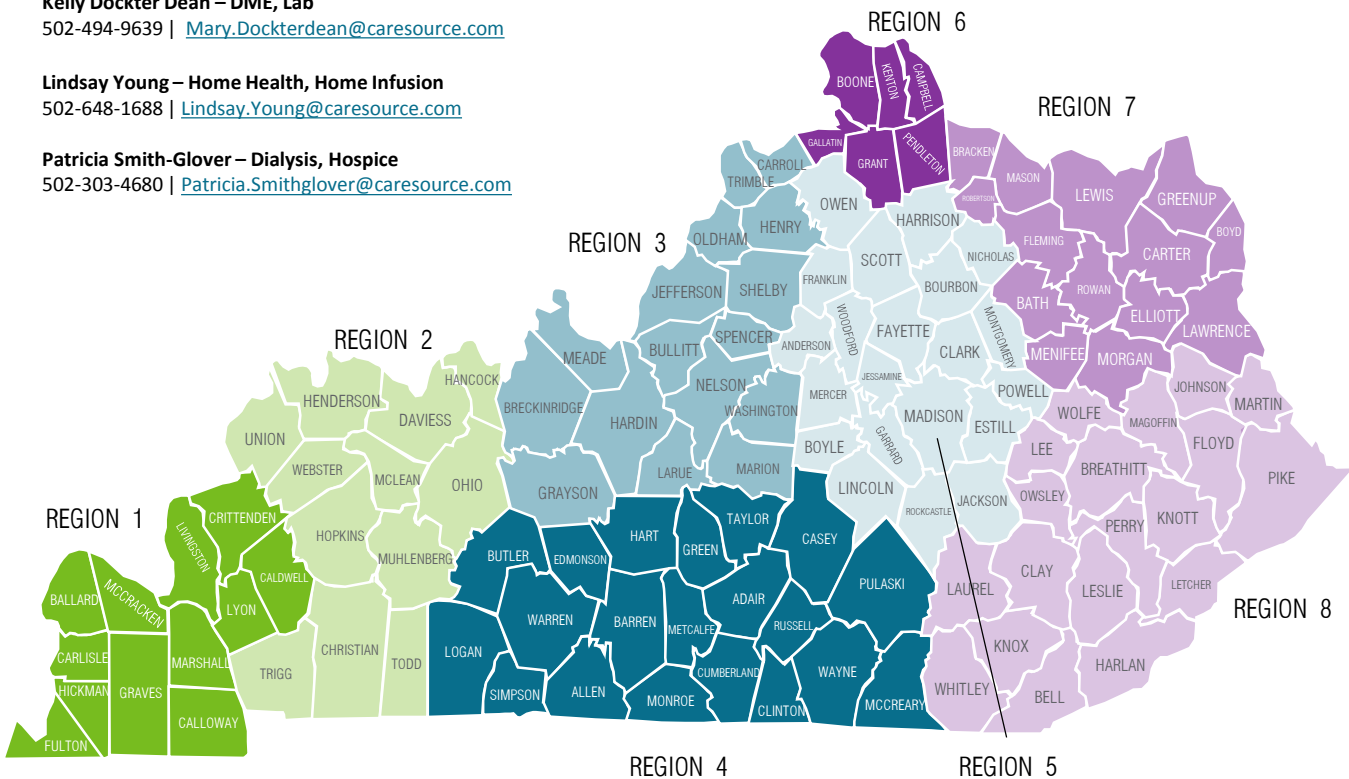 Kelly Dockter Dean – DME, Lab
502-494-9639 | Mary.Dockterdean@caresource.com
Lindsay Young – Home Health, Home Infusion
502-648-1688 | Lindsay.Young@caresource.com
Patricia Smith-Glover – Dialysis, Hospice
502-303-4680 | Patricia.Smithglover@caresource.com
REGION 6
BOONE
KENTON
CAMPBELL
GALLATIN
GRANT
PENDLETON
REGION 7
BRACKEN
MASON
ROBERTSON
LEWIS
GREENUP
BOYD
FLEMING
CARTER
ROWAN
BATH
ELLIOTT
LAWRENCE
MENIFEE
MORGAN
REGION 3
CARROLL
TRIMBLE
HENRY
OLDHAM
JEFFERSON
SHELBY
SPENCER
BULLITT
MEADE
NELSON
BRECKINRIDGE
HARDIN
WASHINGTON
LARUE
MARION
GRAYSON
OWEN
HARRISON
SCOTT
NICHOLAS
FRANKLIN
BOURBON
WOODFORD
FAYETTE
MONTGOMERY
ANDERSON
CLARK
JESSAMINE
MERCER
POWELL
MADISON
ESTILL
GARRARD
BOYLE
LINCOLN
ROCKCASTLE
JACKSON
REGION 5
REGION 2
HANCOCK
HENDERSON
DAVIESS
UNION
WEBSTER
MCLEAN
OHIO
HOPKINS
MUHLENBERG
CHRISTIAN
TODD
TRIGG
REGION 1
CRITTENDEN
LIVINGSTON
CALDWELL
LYON
BALLARD
MCCRACKEN
CARLISLE
MARSHALL
HICKMAN
GRAVES
CALLOWAY
FULTON
REGION 4
TAYLOR
HART
GREEN
CASEY
BUTLER
EDMONSON
PULASKI
ADAIR
WARREN
BARREN
METCALFE
RUSSELL
LOGAN
CUMBERLAND
WAYNE
SIMPSON
ALLEN
MONROE
CLINTON
MCCREARY
REGION 8
JOHNSON
MARTIN
WOLFE
MAGOFFIN
FLOYD
LEE
BREATHITT
PIKE
OWSLEY
PERRY
KNOTT
CLAY
LAUREL
LESLIE
LETCHER
KNOX
HARLAN
WHITLEY
BELL